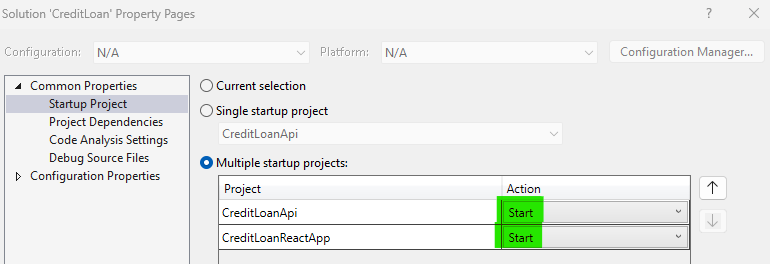 Solution 'CreditLoan' Property Pages ? ×
Configuration: N/A Platform: N/A Configuration Manager...
Common Properties
Startup Project
Project Dependencies
Code Analysis Settings
Debug Source Files
Configuration Properties
Current selection
Single startup project
CreditLoanApi
Multiple startup projects:
Project Action
CreditLoanApi Start
CreditLoanReactApp Start